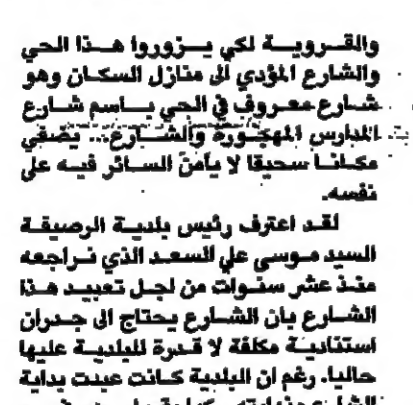 والقروية لكي يزوروا هذا الحي
والشارع المؤدي الى منازل السكان وهو
شارع معروف في الحي باسم شارع
المدارس المهجورة والشارع... يضفي
مكانا سحيقا لا يأمن السائر فيه على
نفسه.
لقد اعترف رئيس بلدية الرصيفة
السيد موسى علي السعد الذي نراجعه
منذ عشر سنوات من اجل تعبيد هذا
الشارع بان الشارع يحتاج الى جدران
استنادية مكلفة لا قدرة للبلدية عليها
حاليا. رغم ان البلدية كانت عبدت بداية